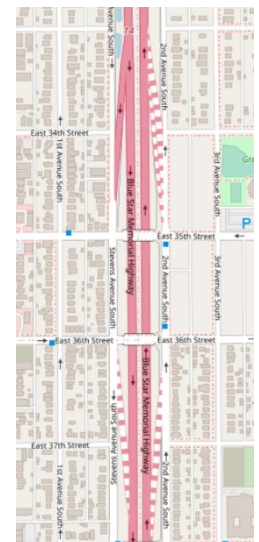 Avenue South
14
2nd Avenue South
East 34th Street
1st Avenue South
Blue Star Memorial Highway
3rd Avenue South
Gr
P
East 35th Street
Stevens Avenue South
2nd Avenue South
3rd Avenue South
East 36th Street
East 36th Street
Blue Star Memorial Highway
Stevens Avenue South
East 37th Street
1st Avenue South
2nd Avenue South